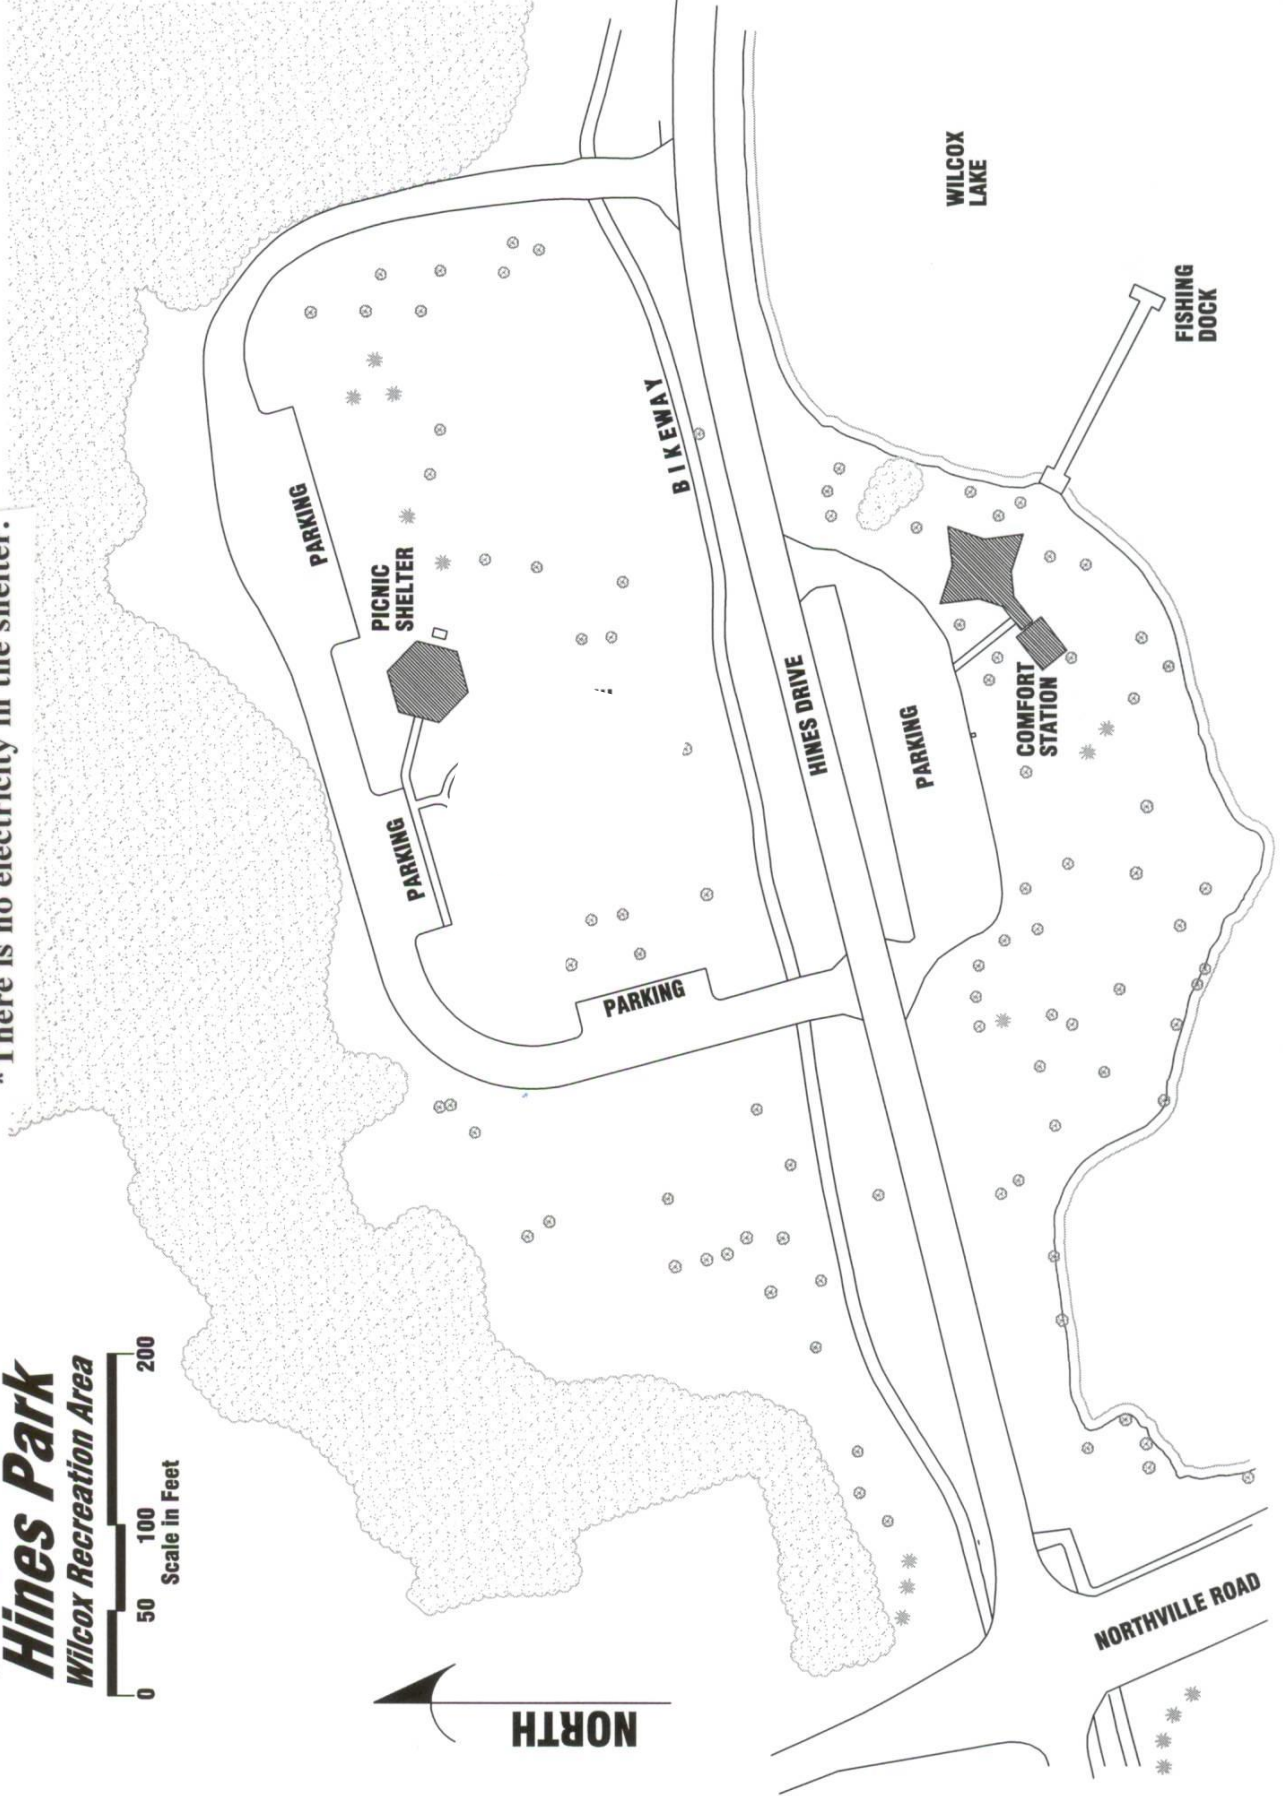 "There is no electricity in the shelter.
Hines Park
Wilcox Recreation Area
0 50 100 200
Scale in Feet
NORTH
PARKING
PICNIC
SHELTER
PARKING
PARKING
BIKEWAY
HINES DRIVE
PARKING
COMFORT
STATION
WILCOX
LAKE
FISHING
DOCK
NORTHVILLE ROAD